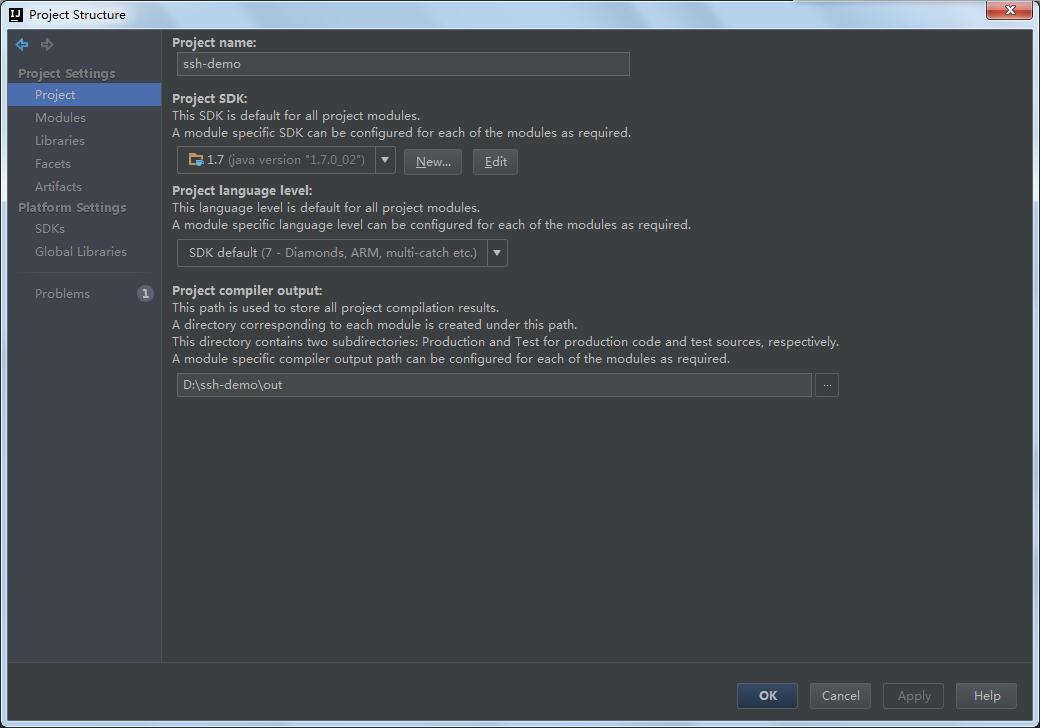 Project Structure
Project Settings
Project
Modules
Libraries
Facets
Artifacts
Platform Settings
SDKs
Global Libraries
Problems 1
Project name:
ssh-demo
Project SDK:
This SDK is default for all project modules.
A module specific SDK can be configured for each of the modules as required.
1.7 (java version "1.7.0_02") New... Edit
Project language level:
This language level is default for all project modules.
A module specific language level can be configured for each of the modules as required.
SDK default (7 - Diamonds, ARM, multi-catch etc.)
Project compiler output:
This path is used to store all project compilation results.
A directory corresponding to each module is created under this path.
This directory contains two subdirectories: Production and Test for production code and test sources, respectively.
A module specific compiler output path can be configured for each of the modules as required.
D:\ssh-demo\out ...
OK Cancel Apply Help